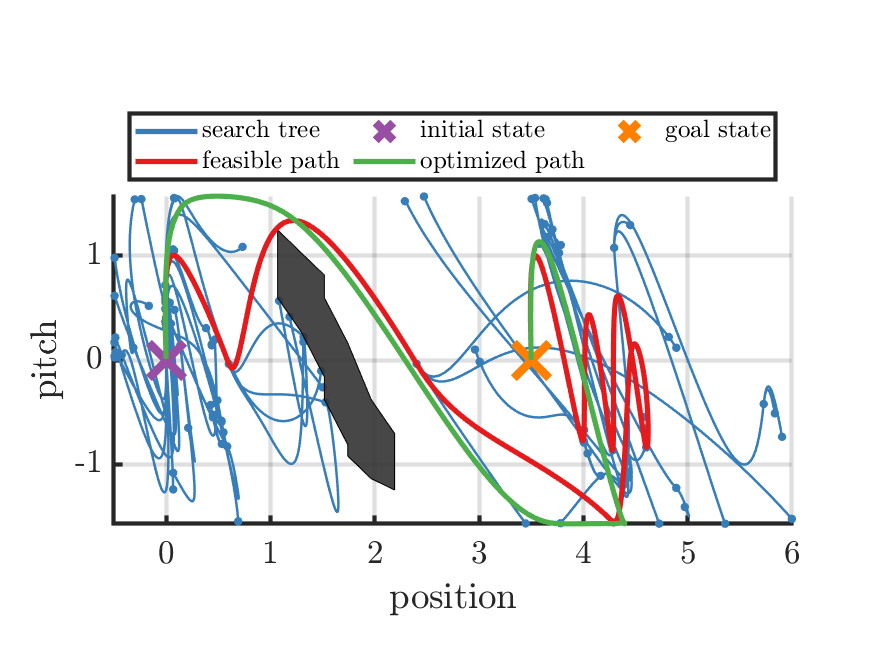 search tree initial state goal state
feasible path optimized path
1
0
-1
0 1 2 3 4 5 6
position
pitch